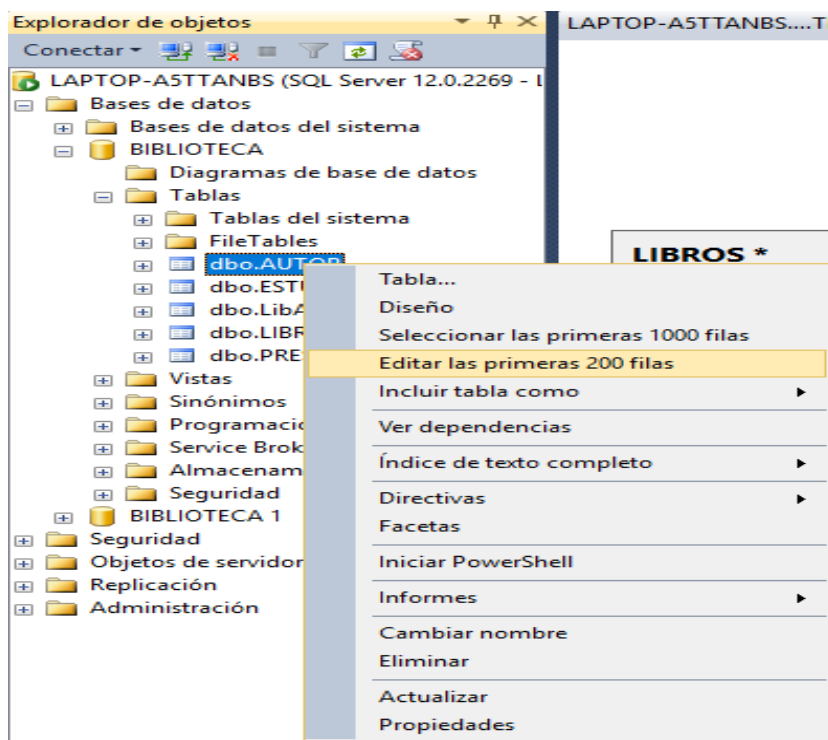 Explorador de objetos
LAPTOP-A5TTANBS....T
Conectar
LAPTOP-A5TTANBS (SQL Server 12.0.2269 - L
Bases de datos
Bases de datos del sistema
BIBLIOTECA
Diagramas de base de datos
Tablas
Tablas del sistema
FileTables
LIBROS *
dbo.AUTOR
dbo.ESTU
dbo.LibA
dbo.LIBR
dbo.PRES
Vistas
Sinónimos
Programació
Service Brok
Almacenam
Seguridad
BIBLIOTECA 1
Seguridad
Objetos de servidor
Replicación
Administración
Tabla...
Diseño
Seleccionar las primeras 1000 filas
Editar las primeras 200 filas
Incluir tabla como
Ver dependencias
Índice de texto completo
Directivas
Facetas
Iniciar PowerShell
Informes
Cambiar nombre
Eliminar
Actualizar
Propiedades